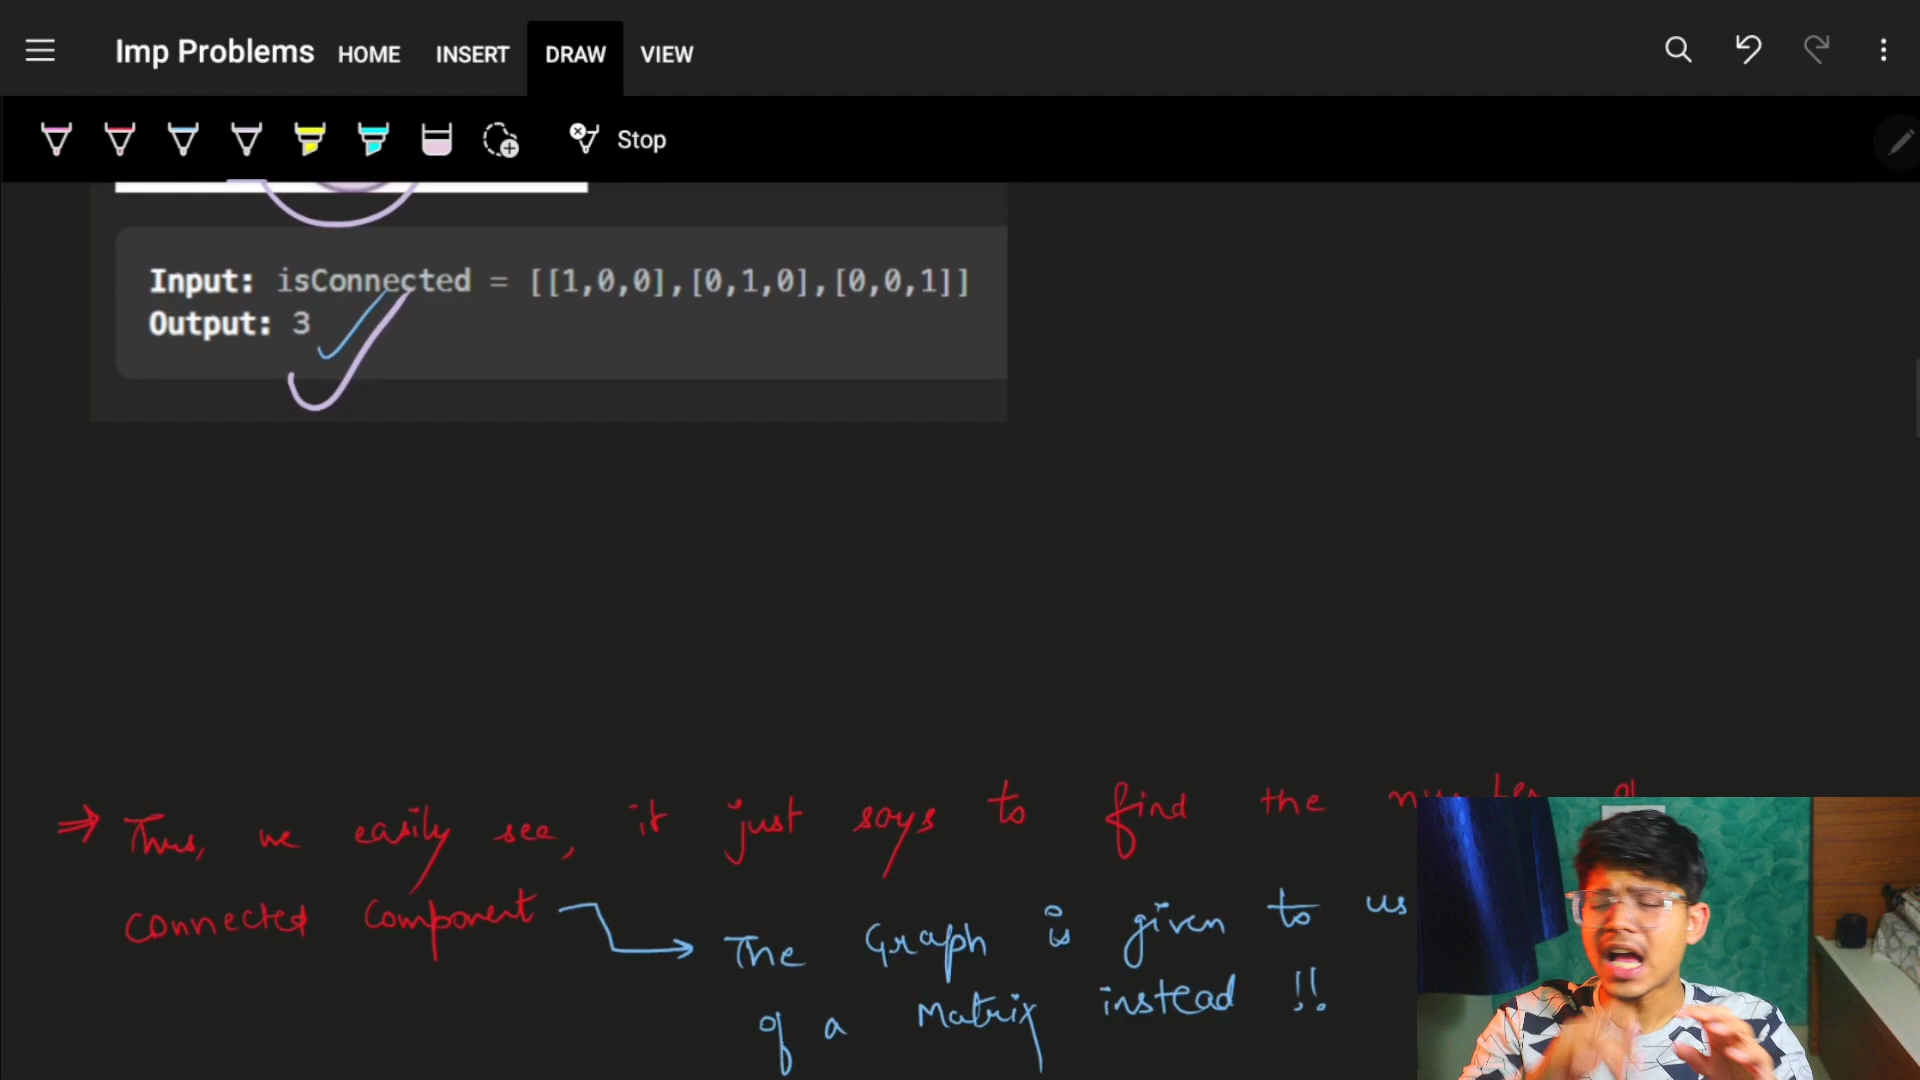 Imp Problems HOME INSERT DRAW VIEW
Stop
Input: isConnected = [[1,0,0],[0,1,0],[0,0,1]]
Output: 3
⇒ Thus, we easily see, it just says to find the
connected component → The Graph is given to us
of a Matrix instead !!